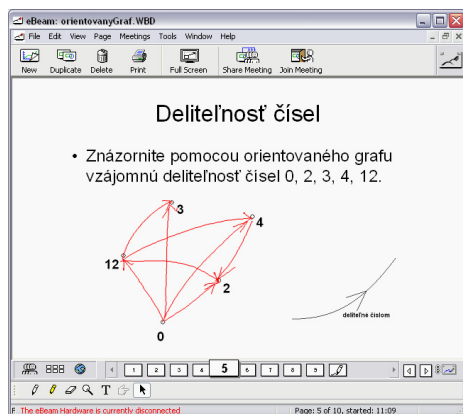 eBeam: orientovanyGraf.WBD
File Edit View Page Meetings Tools Window Help
New Duplicate Delete Print Full Screen Share Meeting Join Meeting
Deliteľnosť čísel
• Znázornite pomocou orientovaného grafu
vzájomnú deliteľnosť čísel 0, 2, 3, 4, 12.
3
4
12
2
deliteľné číslom
0
1 2 3 4 5 6 7 8 9
T
F The eBeam Hardware is currently disconnected Page: 5 of 10, started: 11:09